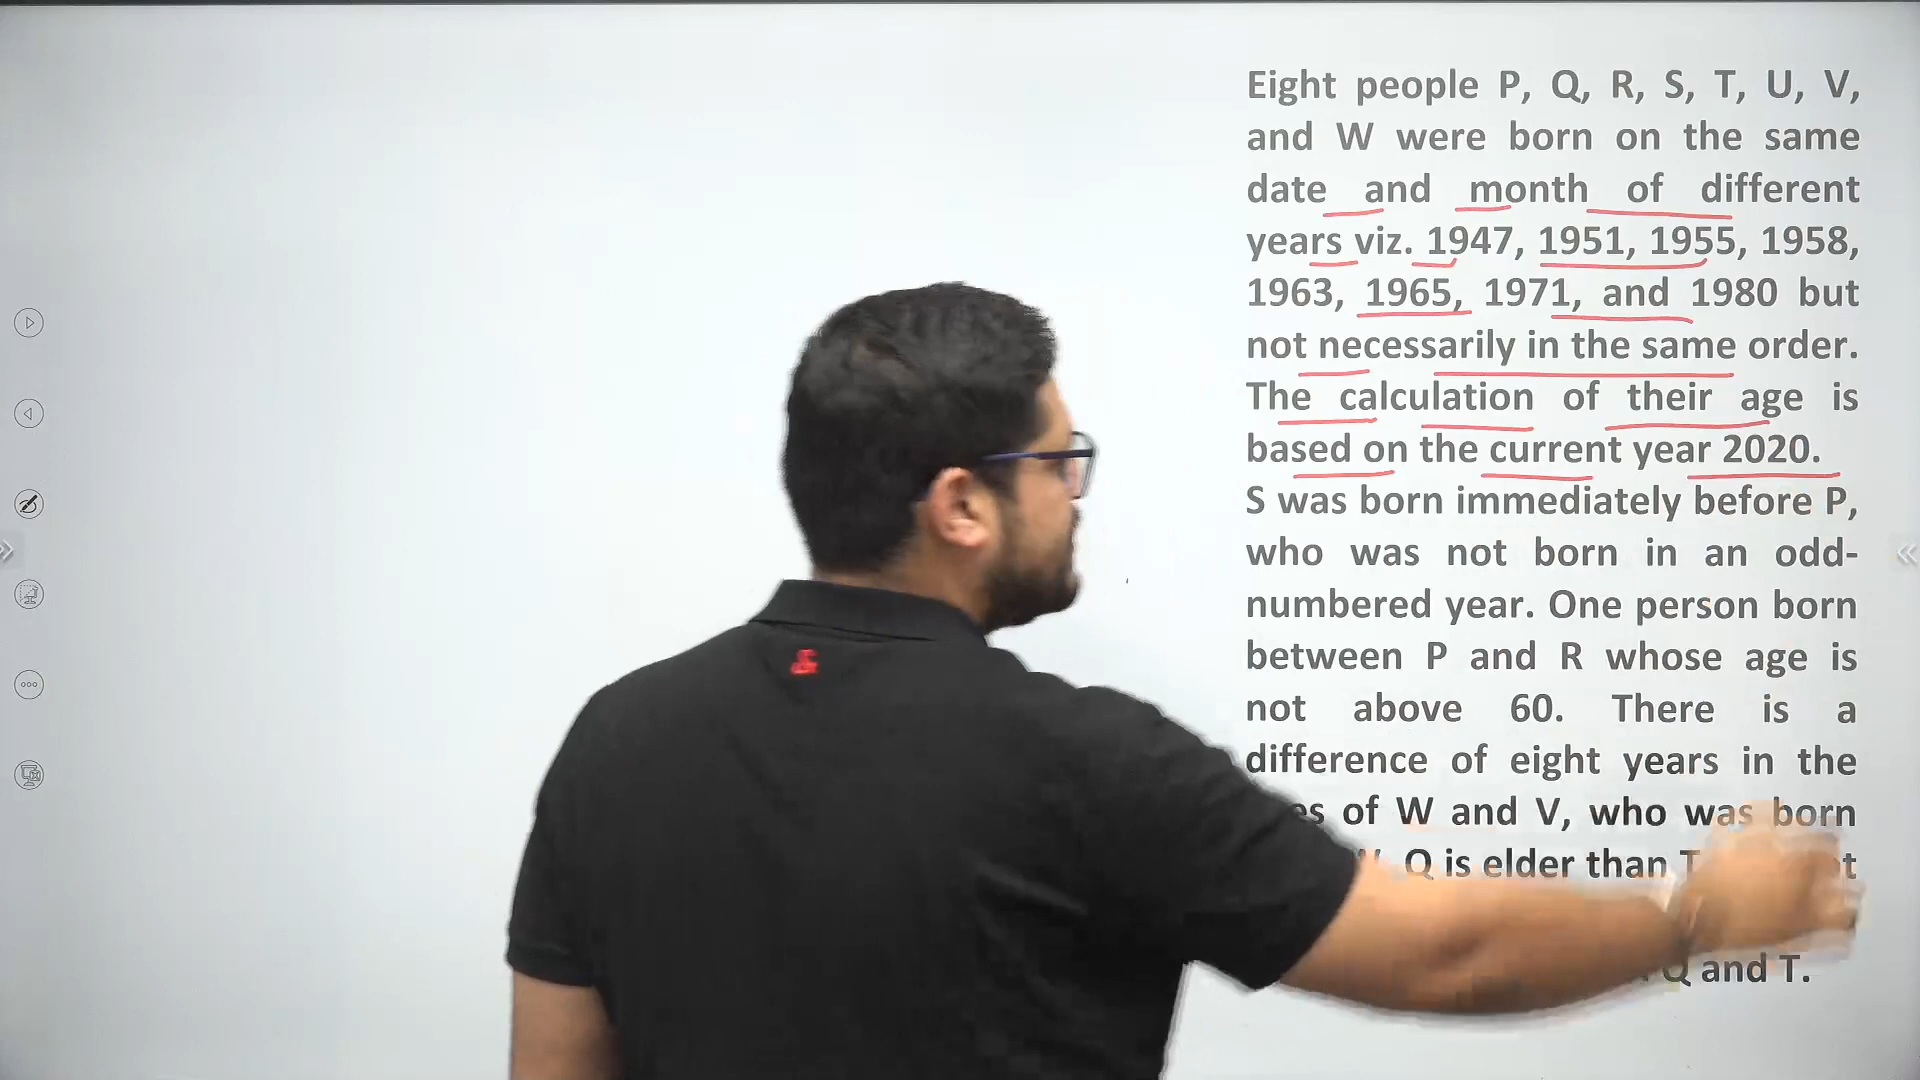 Eight people P, Q, R, S, T, U, V,
and W were born on the same
date and month of different
years viz. 1947, 1951, 1955, 1958,
1963, 1965, 1971, and 1980 but
not necessarily in the same order.
The calculation of their age is
based on the current year 2020.
S was born immediately before P,
who was not born in an odd-
numbered year. One person born
between P and R whose age is
not above 60. There is a
difference of eight years in the
of W and V, who was born
Q is elder than T
Q and T.